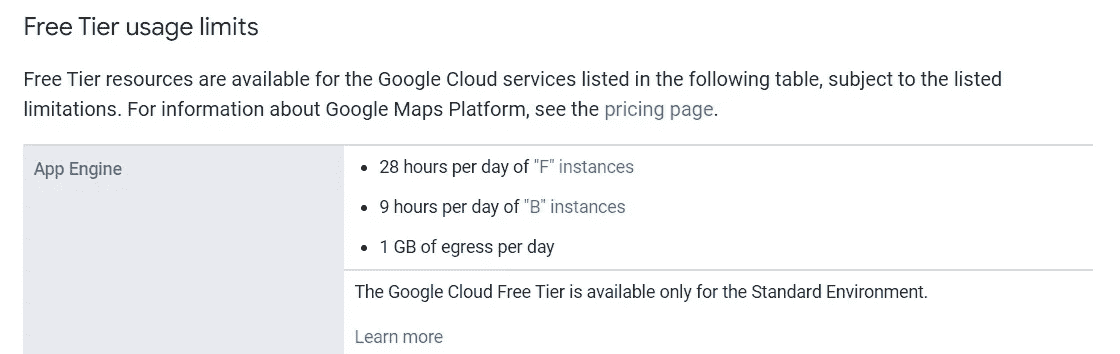 Free Tier usage limits
Free Tier resources are available for the Google Cloud services listed in the following table, subject to the listed
limitations. For information about Google Maps Platform, see the pricing page.
App Engine
• 28 hours per day of "F" instances
• 9 hours per day of "B" instances
• 1 GB of egress per day
The Google Cloud Free Tier is available only for the Standard Environment.
Learn more